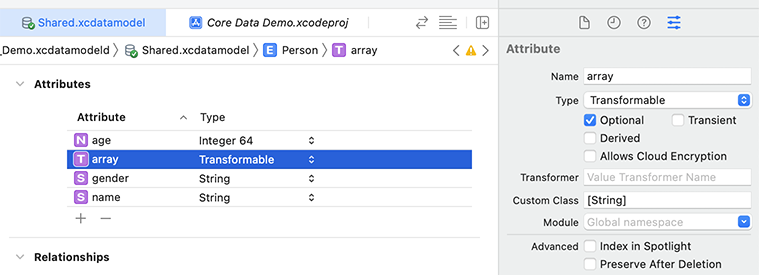 Shared.xcdatamodel
Core Data Demo.xcodeproj
_Demo.xcdatamodeld
Shared.xcdatamodel
E Person
T array
Attributes
Attribute Type
N age Integer 64
T array Transformable
S gender String
S name String
+ −
Relationships
Attribute
Name array
Type Transformable
Optional Transient
Derived
Allows Cloud Encryption
Transformer Value Transformer Name
Custom Class [String]
Module Global namespace
Advanced Index in Spotlight
Preserve After Deletion